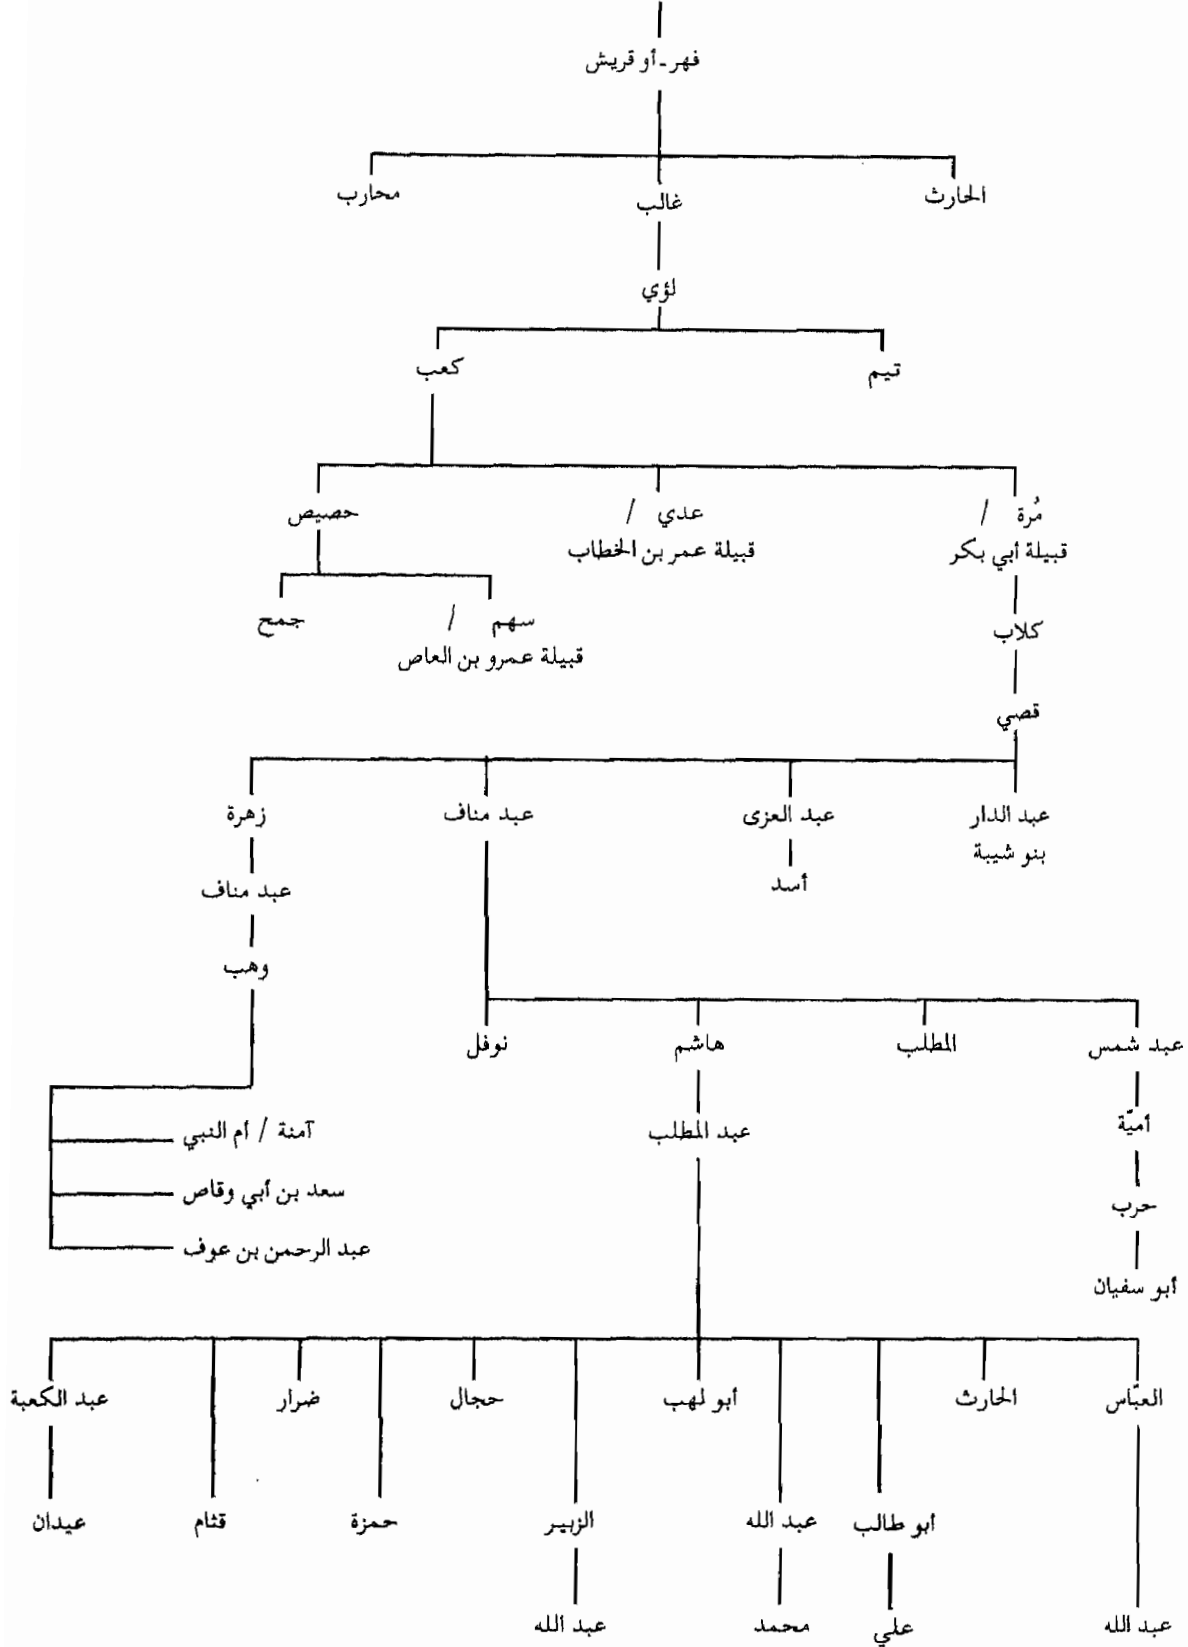 فهر ـ أو قريش
الحارث
غالب
محارب
لؤي
تيم
كعب
مُرة /
قبيلة أبي بكر
عدي /
قبيلة عمر بن الخطاب
حصيص
سهم /
قبيلة عمرو بن العاص
جمح
كلاب
قصي
عبد الدار
بنو شيبة
عبد العزى
أسد
عبد مناف
زهرة
عبد مناف
وهب
عبد شمس
المطلب
هاشم
نوفل
أميّة
عبد المطلب
آمنة / أم النبي
سعد بن أبي وقاص
عبد الرحمن بن عوف
حرب
أبو سفيان
العبّاس
الحارث
أبو لهب
حجال
ضرار
عبد الكعبة
أبو طالب
عبد الله
الزبير
حمزة
قثام
عيدان
عبد الله
علي
محمد
عبد الله